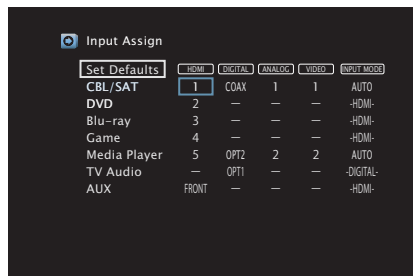 Input Assign
Set Defaults HDMI DIGITAL ANALOG VIDEO INPUT MODE
CBL/SAT 1 COAX 1 1 AUTO
DVD 2 — — — -HDMI-
Blu-ray 3 — — — -HDMI-
Game 4 — — — -HDMI-
Media Player 5 OPT2 2 2 AUTO
TV Audio — OPT1 — — -DIGITAL-
AUX FRONT — — — -HDMI-